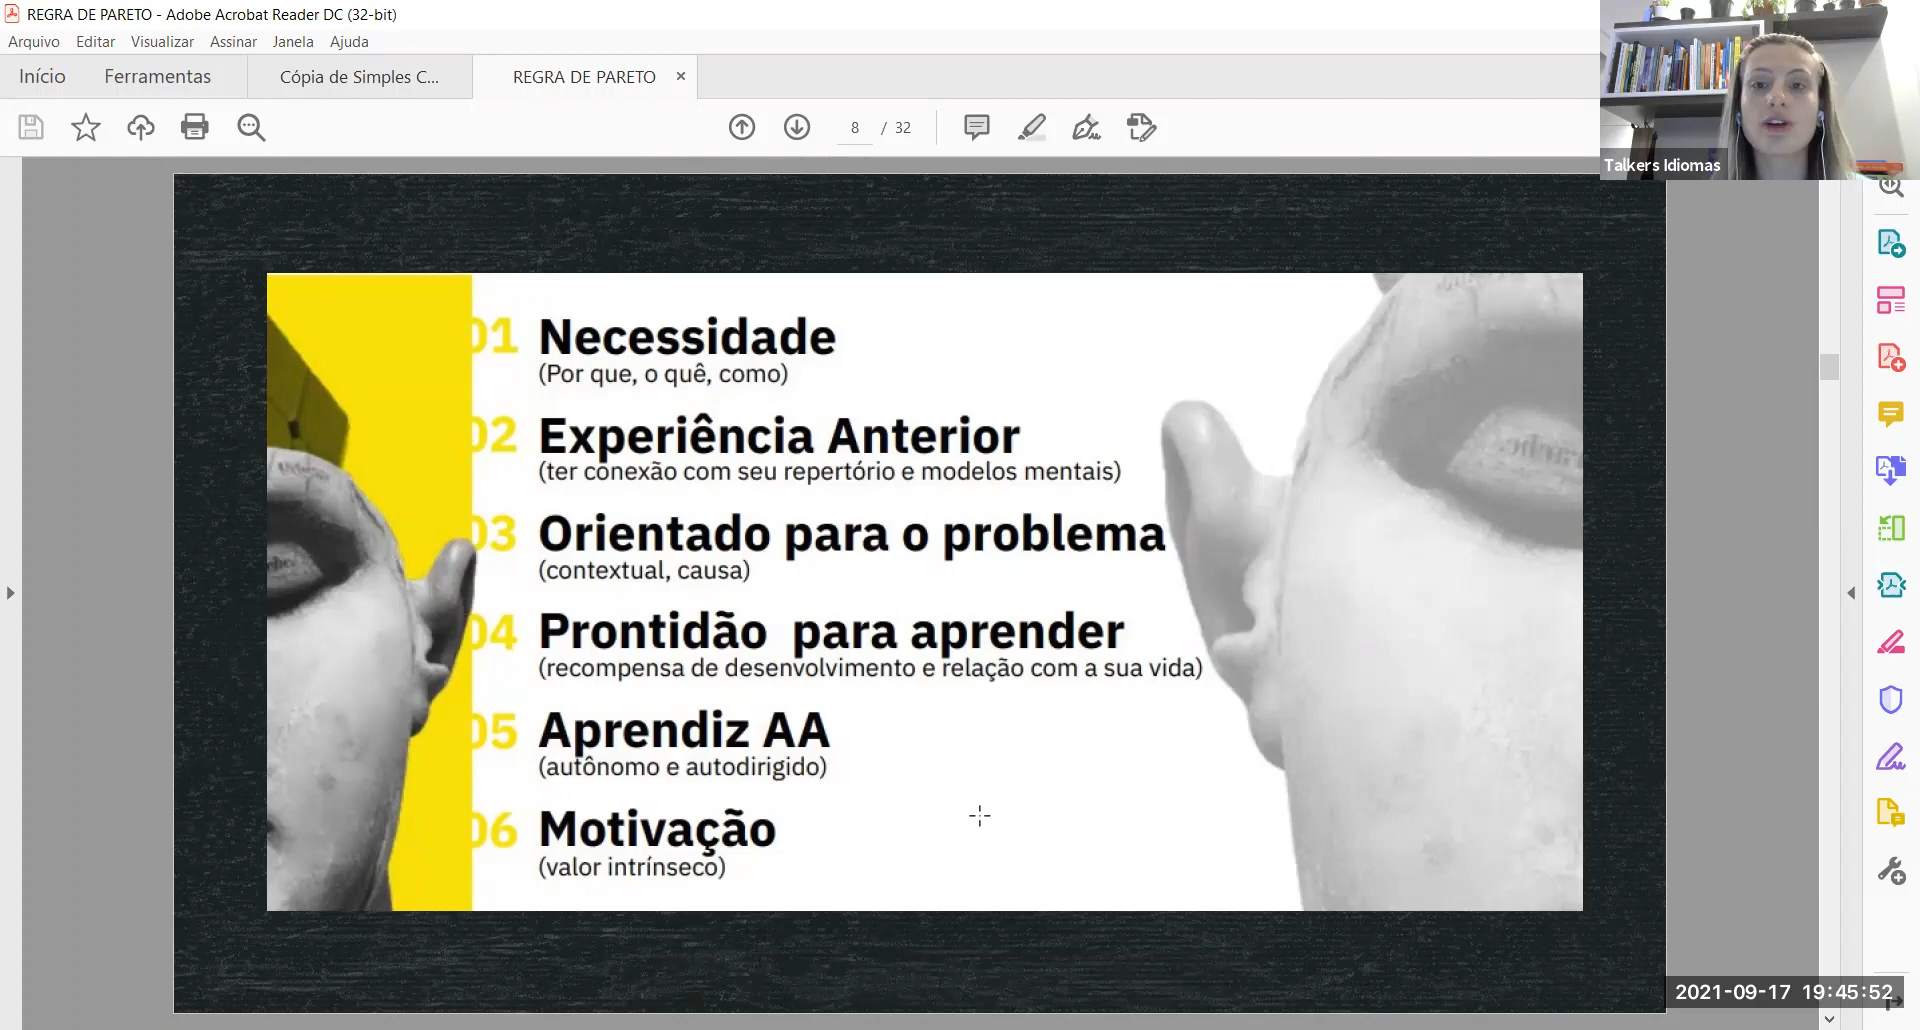 REGRA DE PARETO - Adobe Acrobat Reader DC (32-bit)
Arquivo Editar Visualizar Assinar Janela Ajuda
Início Ferramentas Cópia de Simples C... REGRA DE PARETO ×
8 / 32
Talkers Idiomas
01 Necessidade
(Por que, o quê, como)
02 Experiência Anterior
(ter conexão com seu repertório e modelos mentais)
03 Orientado para o problema
(contextual, causa)
04 Prontidão para aprender
(recompensa de desenvolvimento e relação com a sua vida)
05 Aprendiz AA
(autônomo e autodirigido)
06 Motivação
(valor intrínseco)
2021-09-17 19:45:52